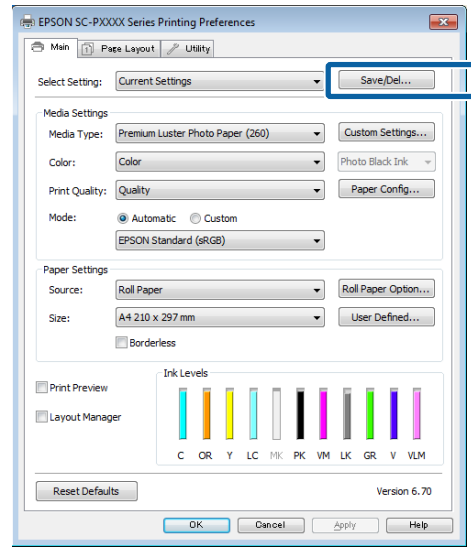 EPSON SC-PXXXX Series Printing Preferences
Main Page Layout Utility
Select Setting: Current Settings Save/Del...
Media Settings
Media Type: Premium Luster Photo Paper (260) Custom Settings...
Color: Color Photo Black Ink
Print Quality: Quality Paper Config...
Mode: Automatic Custom
EPSON Standard (sRGB)
Paper Settings
Source: Roll Paper Roll Paper Option...
Size: A4 210 x 297 mm User Defined...
Borderless
Ink Levels
Print Preview
Layout Manager
C OR Y LC MK PK VM LK GR V VLM
Reset Defaults Version 6.70
OK Cancel Apply Help